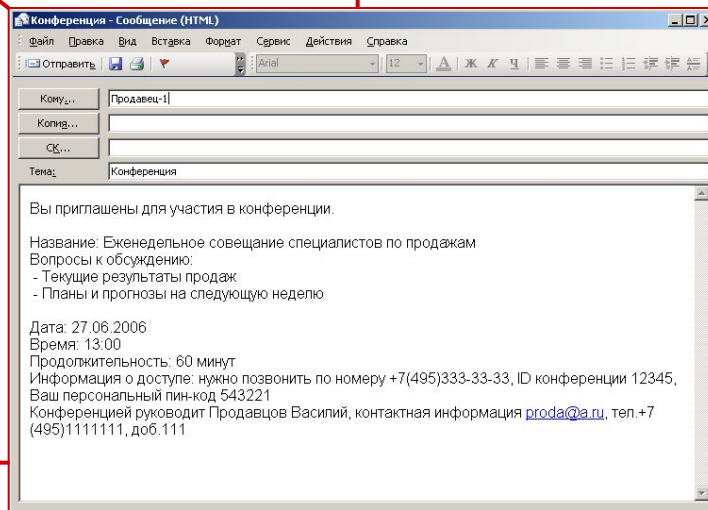 Конференция - Сообщение (HTML)
Файл Правка Вид Вставка Формат Сервис Действия Справка
Отправить Arial 12 A Ж К Ч
Кому... Продавец-1
Копия...
СК...
Тема: Конференция
Вы приглашены для участия в конференции.
Название: Еженедельное совещание специалистов по продажам
Вопросы к обсуждению:
- Текущие результаты продаж
- Планы и прогнозы на следующую неделю
Дата: 27.06.2006
Время: 13:00
Продолжительность: 60 минут
Информация о доступе: нужно позвонить по номеру +7(495)333-33-33, ID конференции 12345,
Ваш персональный пин-код 543221
Конференцией руководит Продавцов Василий, контактная информация proda@a.ru, тел.+7
(495)1111111, доб.111